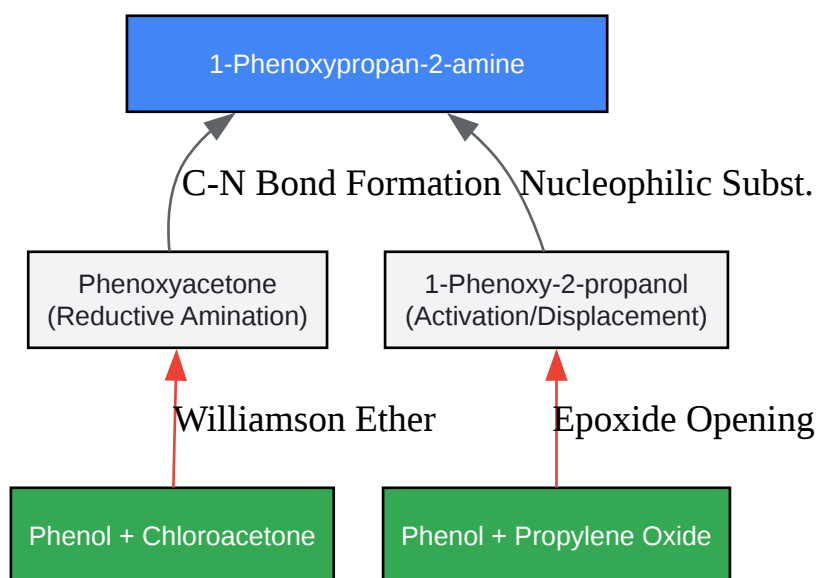 1-Phenoxypropan-2-amine
C-N Bond Formation
Nucleophilic Subst.
Phenoxyacetone
(Reductive Amination)
1-Phenoxy-2-propanol
(Activation/Displacement)
Williamson Ether
Epoxide Opening
Phenol + Chloroacetone
Phenol + Propylene Oxide